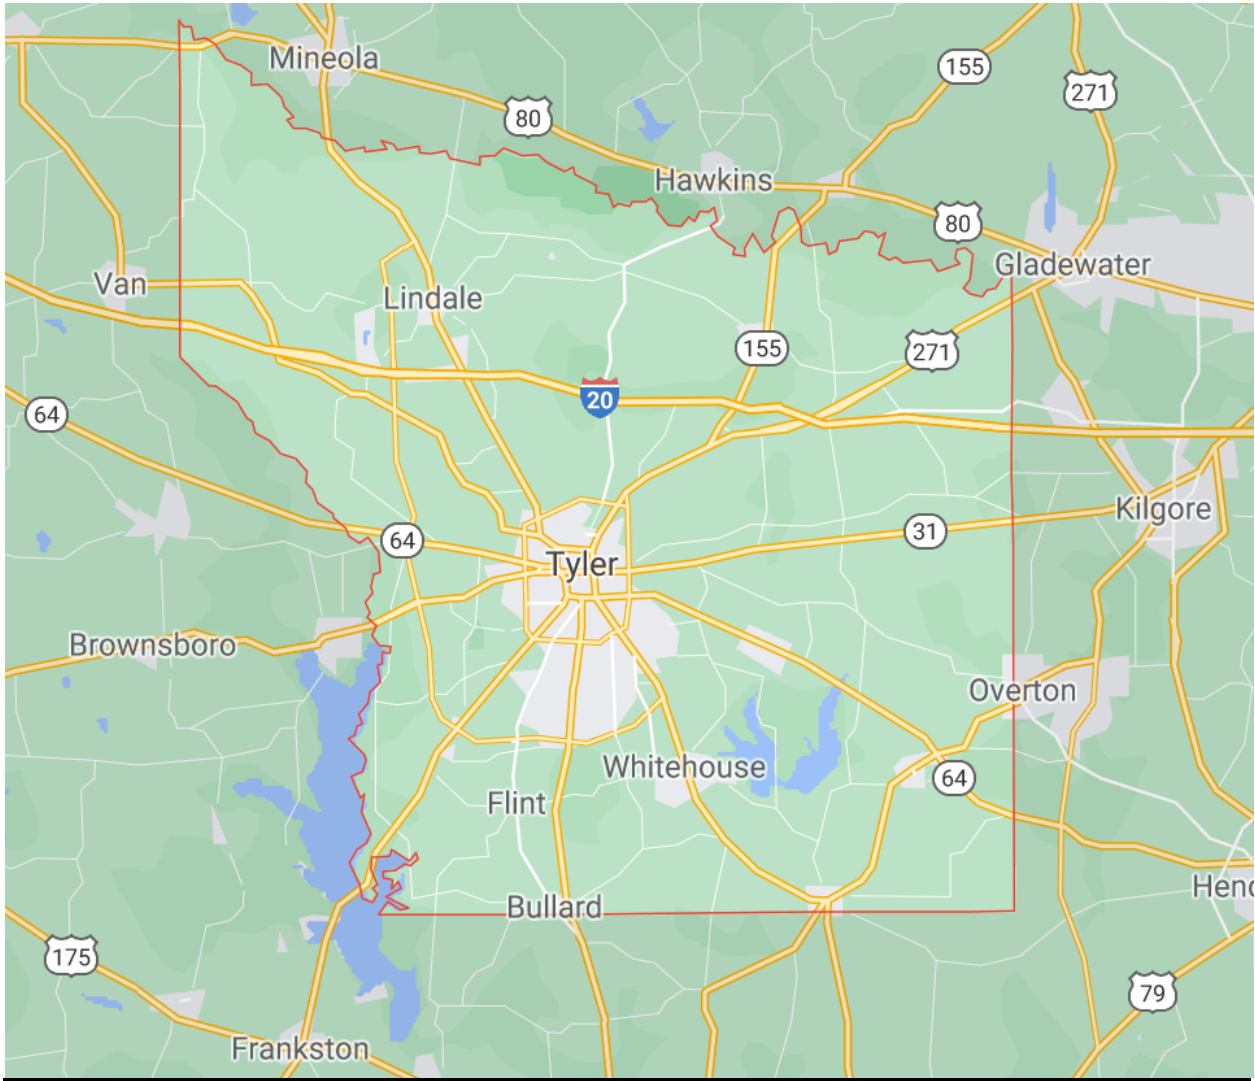 Mineola
155
271
80
Hawkins
80
Gladewater
Van
Lindale
155
271
20
64
Kilgore
31
64
Tyler
Brownsboro
Overton
Whitehouse
64
Flint
Henc
Bullard
175
79
Frankston